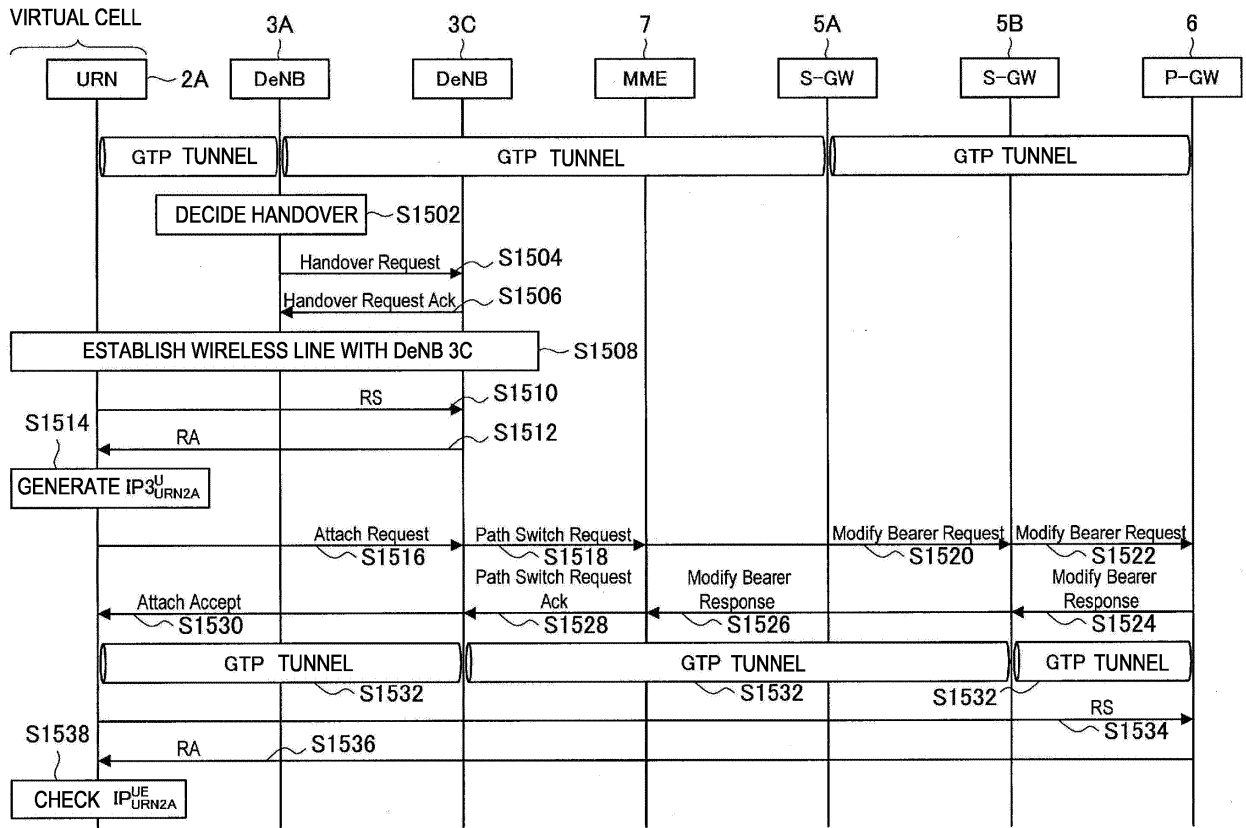 VIRTUAL CELL
3A 3C 7 5A 5B 6
URN 2A DeNB DeNB MME S-GW S-GW P-GW
GTP TUNNEL GTP TUNNEL GTP TUNNEL
DECIDE HANDOVER S1502
Handover Request S1504
Handover Request Ack S1506
ESTABLISH WIRELESS LINE WITH DeNB 3C S1508
RS S1510
S1514
RA S1512
GENERATE IP3^U_URN2A
Attach Request Path Switch Request Modify Bearer Request Modify Bearer Request
S1516 S1518 S1520 S1522
Path Switch Request Modify Bearer Modify Bearer
Attach Accept Ack Response Response
S1530 S1528 S1526 S1524
GTP TUNNEL GTP TUNNEL GTP TUNNEL
S1532 S1532 S1532
RS
S1534
S1538
RA S1536
CHECK IP^UE_URN2A